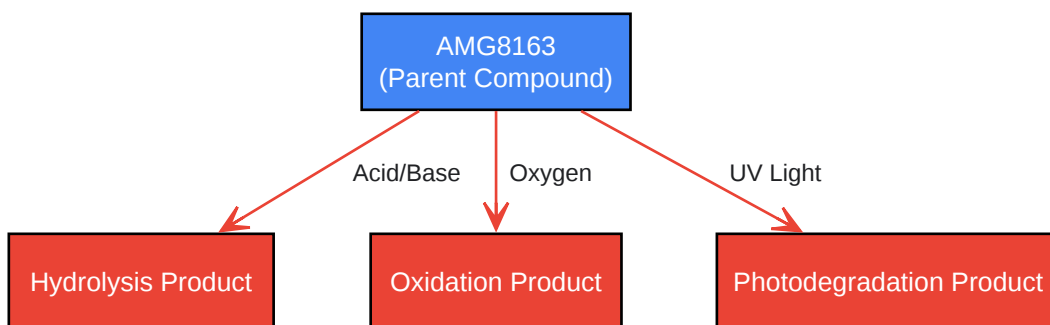 AMG8163
(Parent Compound)
Acid/Base
Oxygen
UV Light
Hydrolysis Product
Oxidation Product
Photodegradation Product